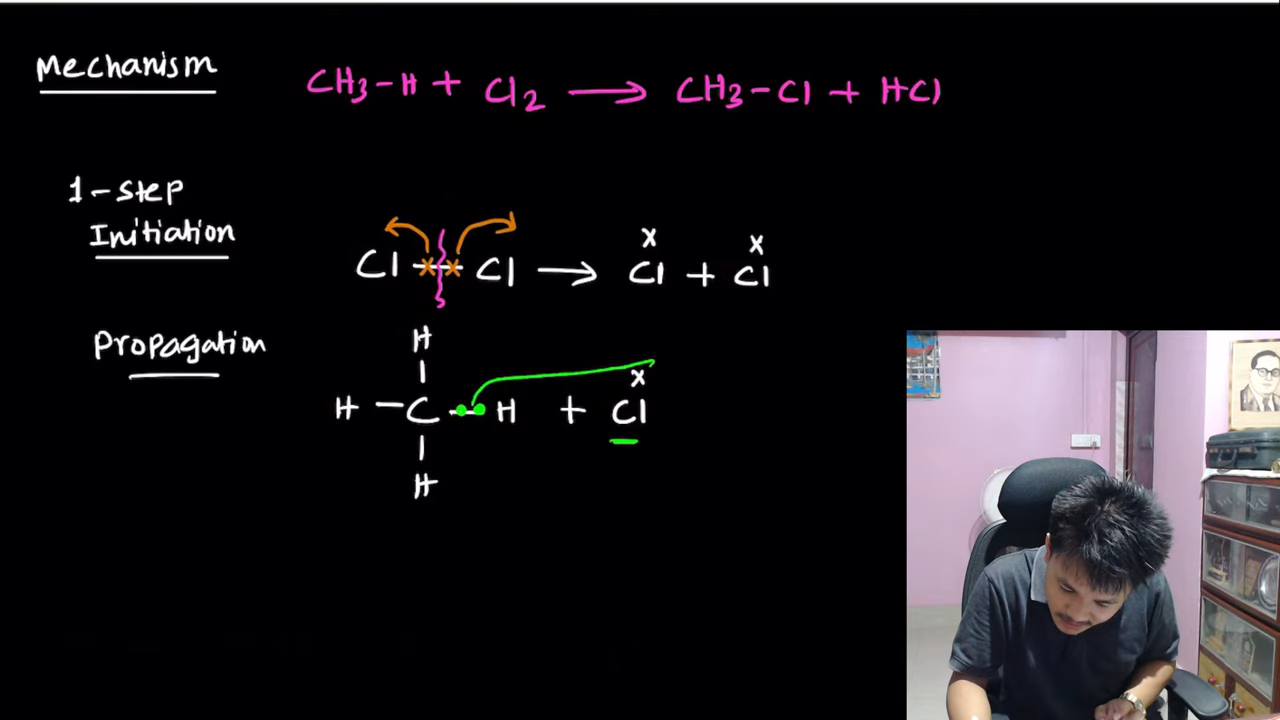 Mechanism
CH3-H + Cl2 → CH3-Cl + HCl
1-step
Initiation
Cl × × Cl → Cl + Cl
x x
Propagation
H
H - C - H + Cl
x
H